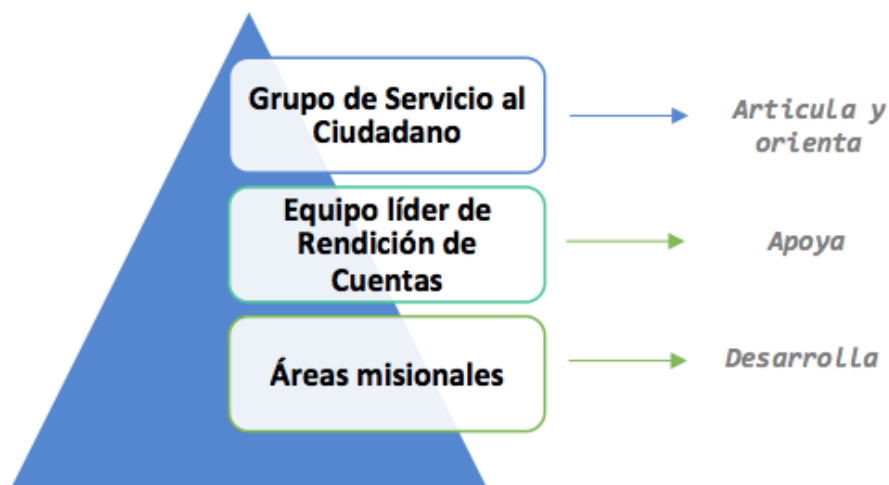 Grupo de Servicio al
Ciudadano
Articula y
orienta
Equipo líder de
Rendición de
Cuentas
Apoya
Áreas misionales
Desarrolla